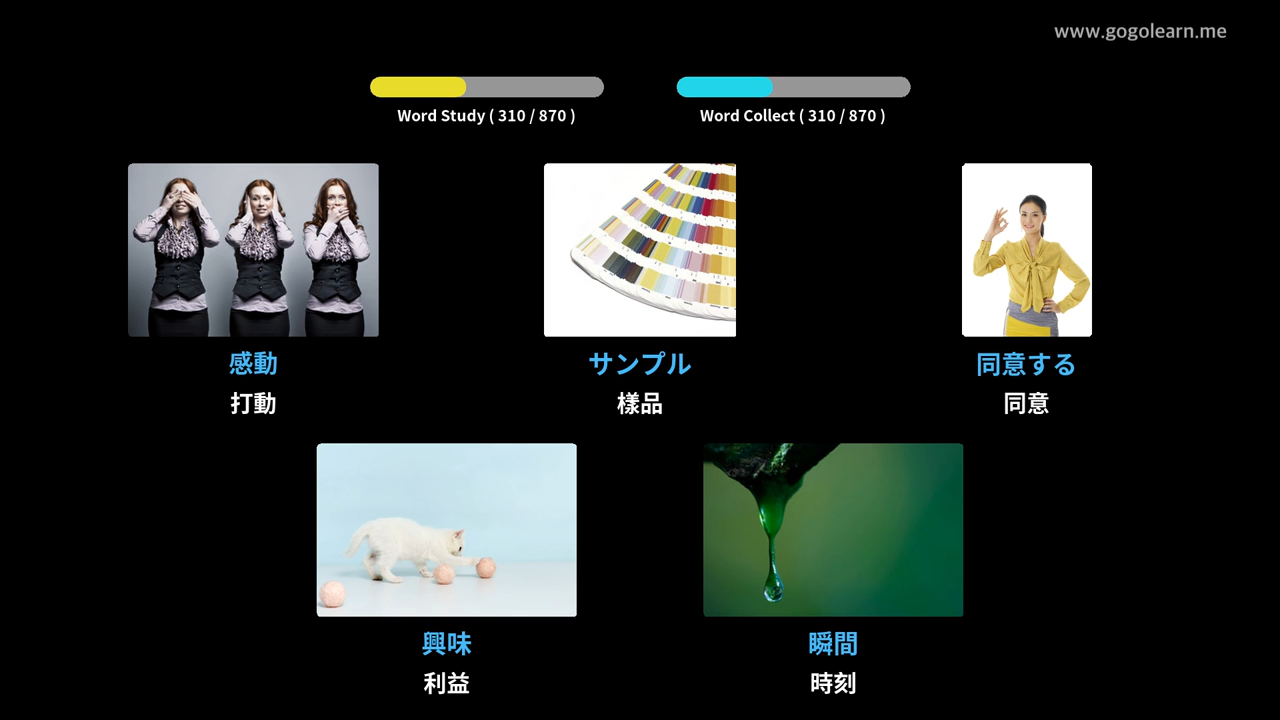 www.gogolearn.me
Word Study ( 310 / 870 )
Word Collect ( 310 / 870 )
感動
打動
サンプル
樣品
同意する
同意
興味
利益
瞬間
時刻